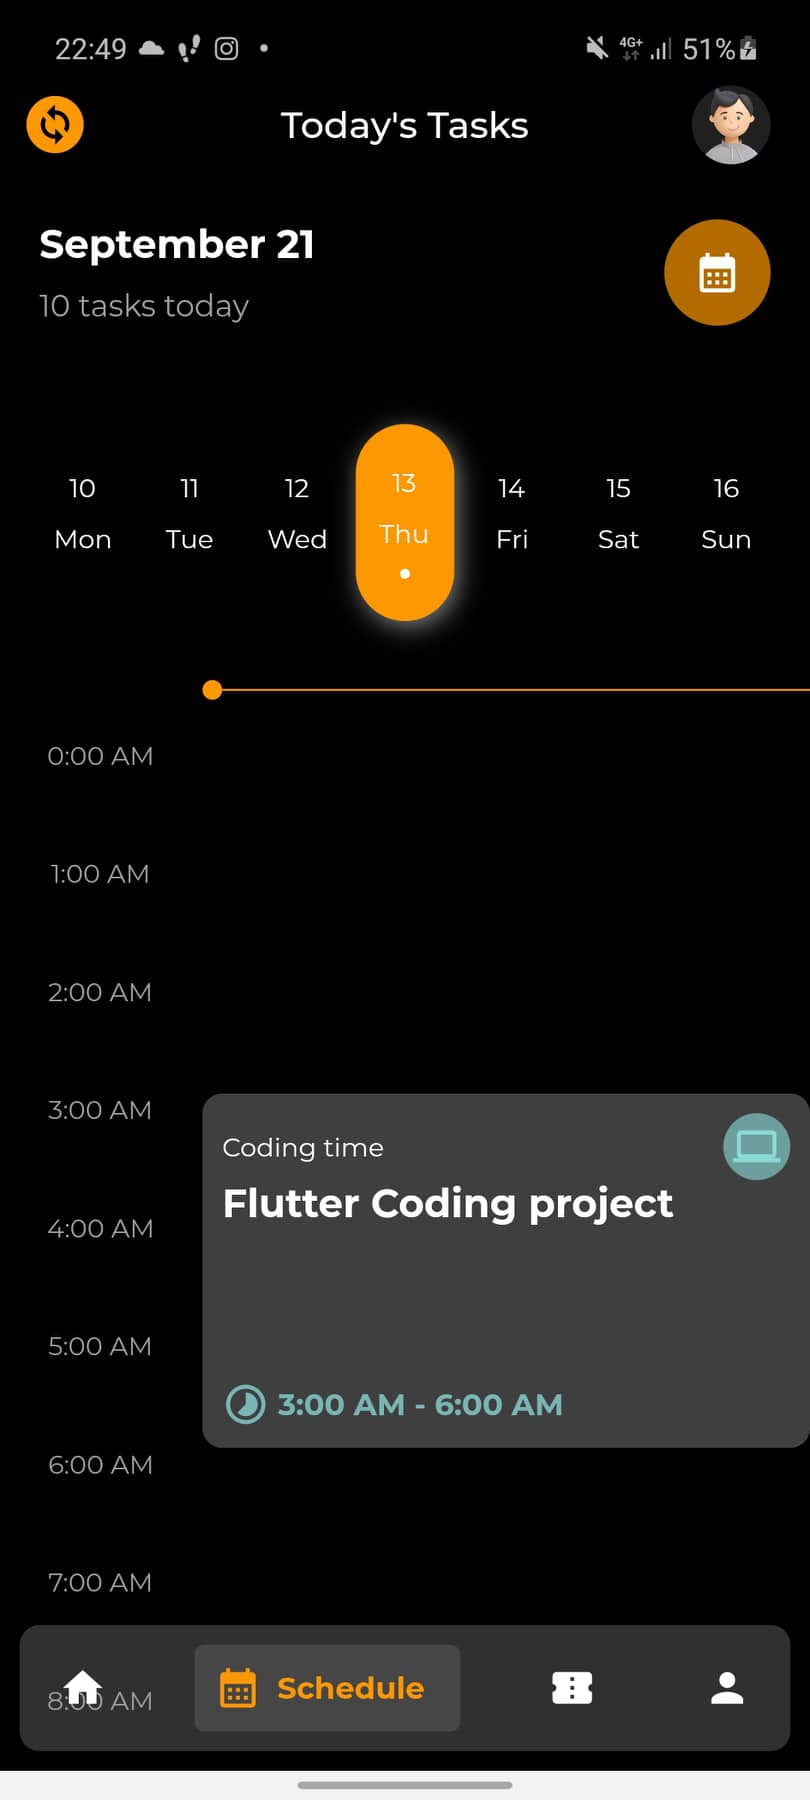 22:49 4G+ 51%
Today's Tasks
September 21
10 tasks today
10 11 12 13 14 15 16
Mon Tue Wed Thu Fri Sat Sun
0:00 AM
1:00 AM
2:00 AM
3:00 AM
Coding time
Flutter Coding project
4:00 AM
5:00 AM
3:00 AM - 6:00 AM
6:00 AM
7:00 AM
Schedule
8:00 AM